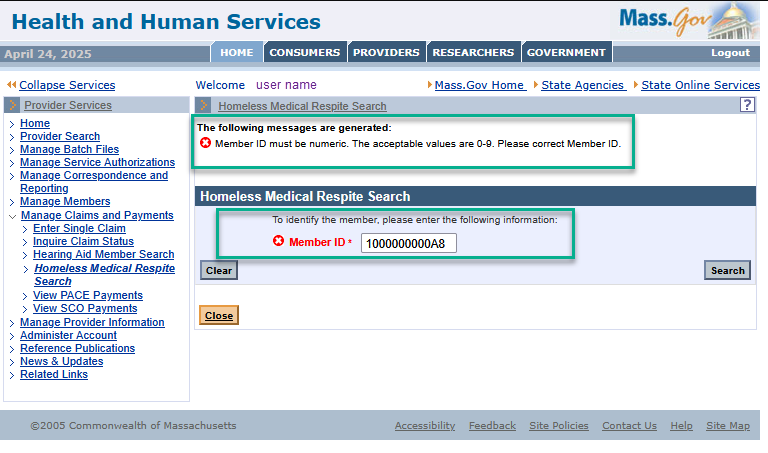 Health and Human Services
Mass.Gov
April 24, 2025
HOME CONSUMERS PROVIDERS RESEARCHERS GOVERNMENT Logout
Collapse Services
Welcome user name
Mass.Gov Home State Agencies State Online Services
Provider Services
Home
Provider Search
Manage Batch Files
Manage Service Authorizations
Manage Correspondence and
Reporting
Manage Members
Manage Claims and Payments
Enter Single Claim
Inquire Claim Status
Hearing Aid Member Search
Homeless Medical Respite
Search
View PACE Payments
View SCO Payments
Manage Provider Information
Administer Account
Reference Publications
News & Updates
Related Links
Homeless Medical Respite Search ?
The following messages are generated:
Member ID must be numeric. The acceptable values are 0-9. Please correct Member ID.
Homeless Medical Respite Search
To identify the member, please enter the following information:
Member ID * 1000000000A8
Clear Search
Close
©2005 Commonwealth of Massachusetts
Accessibility Feedback Site Policies Contact Us Help Site Map